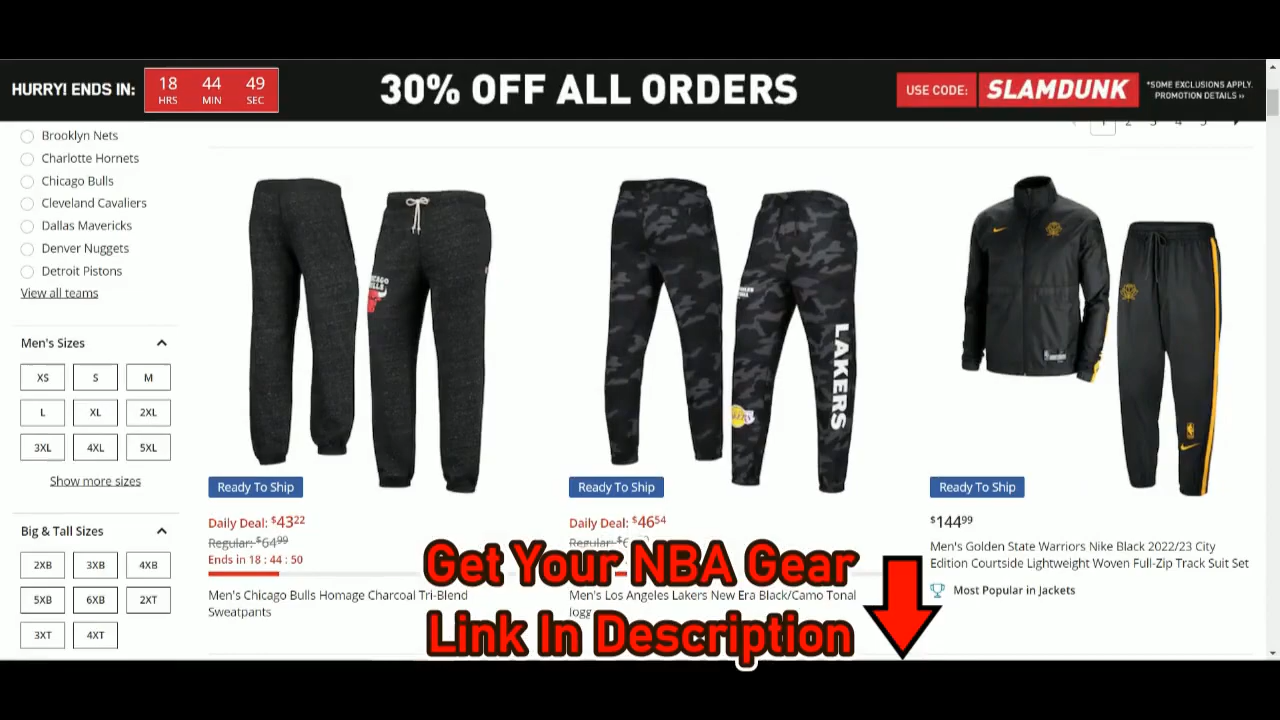 HURRY! ENDS IN:
18 44 49
HRS MIN SEC
30% OFF ALL ORDERS
USE CODE:
SLAMDUNK
*SOME EXCLUSIONS APPLY.
PROMOTION DETAILS ››
Brooklyn Nets
Charlotte Hornets
Chicago Bulls
Cleveland Cavaliers
Dallas Mavericks
Denver Nuggets
Detroit Pistons
View all teams
Men's Sizes
XS S M
L XL 2XL
3XL 4XL 5XL
Show more sizes
Big & Tall Sizes
2XB 3XB 4XB
5XB 6XB 2XT
3XT 4XT
LAKERS
Ready To Ship
Daily Deal: $43.22
Regular: $64.99
Ends in 18 : 44 : 50
Men's Chicago Bulls Homage Charcoal Tri-Blend
Sweatpants
Ready To Ship
Daily Deal: $46.54
Regular:
Men's Los Angeles Lakers New Era Black/Camo Tonal
Ready To Ship
$144.99
Men's Golden State Warriors Nike Black 2022/23 City
Edition Courtside Lightweight Woven Full-Zip Track Suit Set
Most Popular in Jackets
Get Your NBA Gear
Link In Description